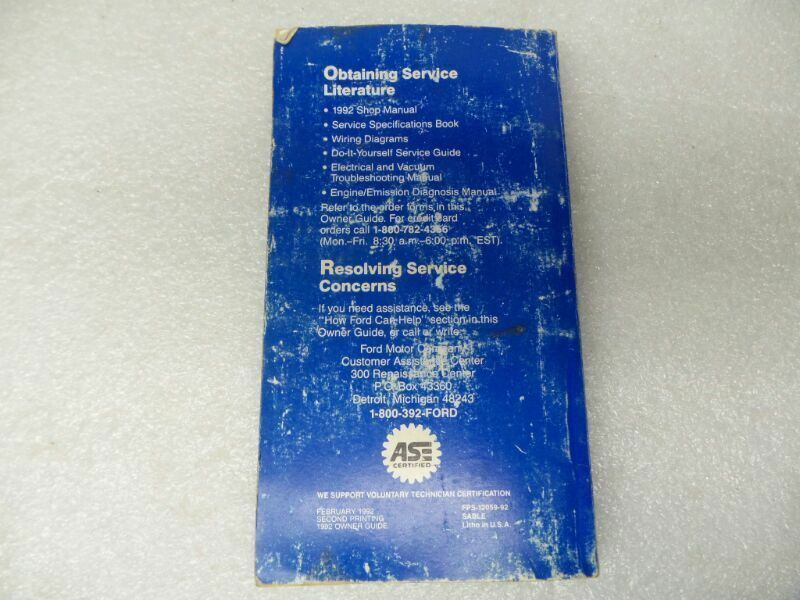 Obtaining Service
Literature
• 1992 Shop Manual
• Service Specifications Book
• Wiring Diagrams
• Do-It-Yourself Service Guide
• Electrical and Vacuum
Troubleshooting Manual
• Engine/Emission Diagnosis Manual
Refer to the order forms in this
Owner Guide. For credit card
orders call 1-800-782-4356
(Mon.–Fri. 8:30 a.m.–6:00 p.m. EST).
Resolving Service
Concerns
If you need assistance, see the
"How Ford Can Help" section in this
Owner Guide, or call or write:
Ford Motor Company
Customer Assistance Center
300 Renaissance Center
P.O. Box 43360
Detroit, Michigan 48243
1-800-392-FORD
ASE
CERTIFIED
WE SUPPORT VOLUNTARY TECHNICIAN CERTIFICATION
FEBRUARY 1992
SECOND PRINTING
1992 OWNER GUIDE
FPS-12059-92
SABLE
Litho in U.S.A.